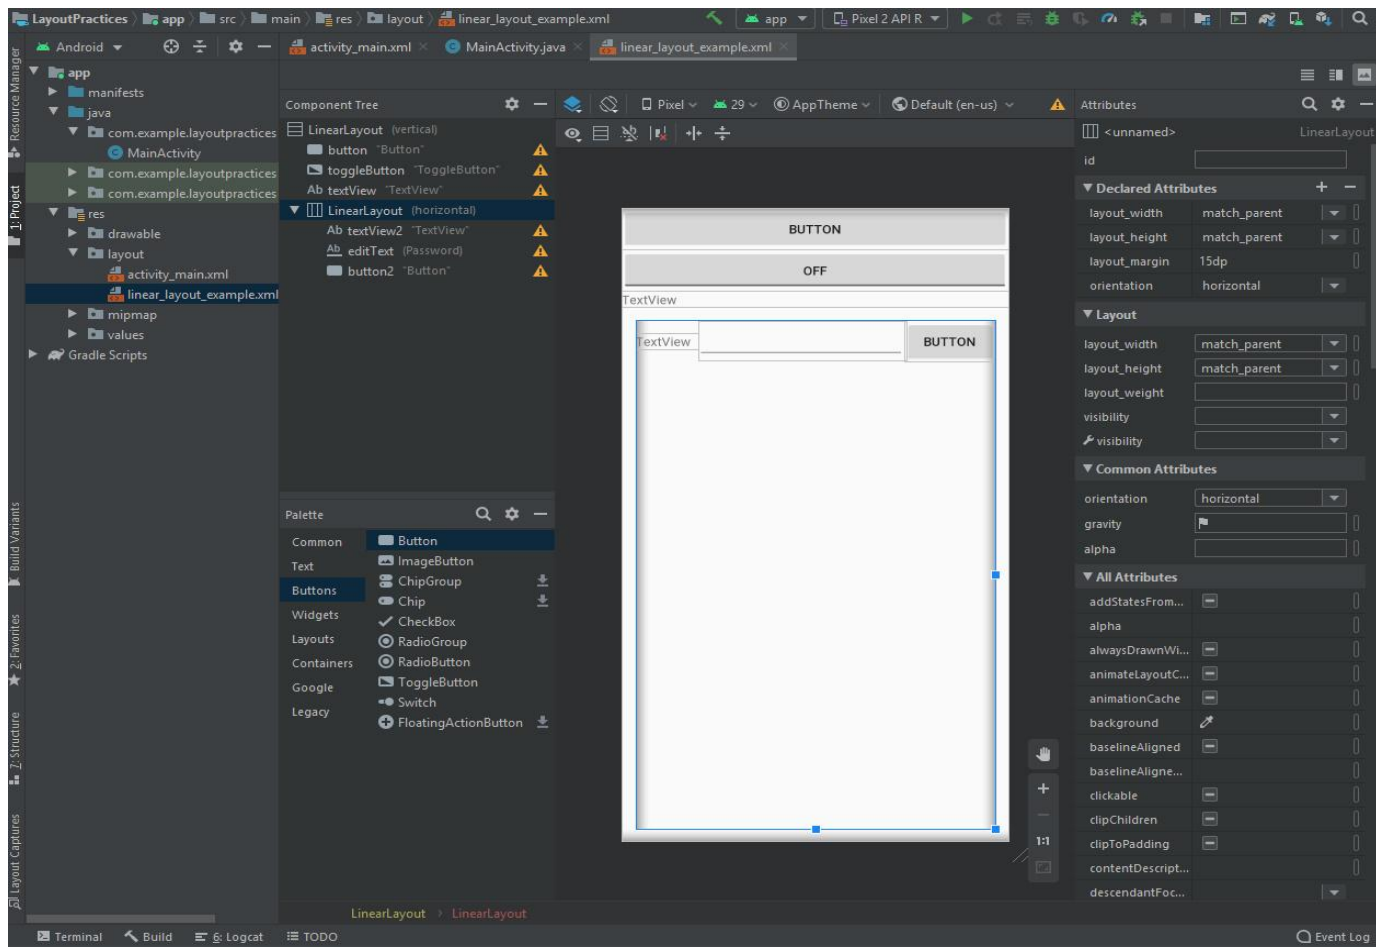 LayoutPractices app src main res layout linear_layout_example.xml app Pixel 2 API R
Android activity_main.xml MainActivity.java linear_layout_example.xml
Resource Manager
1: Project
Build Variants
2: Favorites
7: Structure
Layout Captures
app
manifests
java
com.example.layoutpractices
MainActivity
com.example.layoutpractices
com.example.layoutpractices
res
drawable
layout
activity_main.xml
linear_layout_example.xml
mipmap
values
Gradle Scripts
Component Tree
LinearLayout (vertical)
button "Button"
toggleButton "ToggleButton"
Ab textView "TextView"
LinearLayout (horizontal)
Ab textView2 "TextView"
Ab editText (Password)
button2 "Button"
Palette
Common
Text
Buttons
Widgets
Layouts
Containers
Google
Legacy
Button
ImageButton
ChipGroup
Chip
CheckBox
RadioGroup
RadioButton
ToggleButton
Switch
FloatingActionButton
Pixel 29 AppTheme Default (en-us)
BUTTON
OFF
TextView
TextView BUTTON
1:1
Attributes
<unnamed> LinearLayout
id
Declared Attributes
layout_width match_parent
layout_height match_parent
layout_margin 15dp
orientation horizontal
Layout
layout_width match_parent
layout_height match_parent
layout_weight
visibility
visibility
Common Attributes
orientation horizontal
gravity
alpha
All Attributes
addStatesFrom...
alpha
alwaysDrawnWi...
animateLayoutC...
animationCache
background
baselineAligned
baselineAligne...
clickable
clipChildren
clipToPadding
contentDescript...
descendantFoc...
LinearLayout LinearLayout
Terminal Build 6: Logcat TODO Event Log